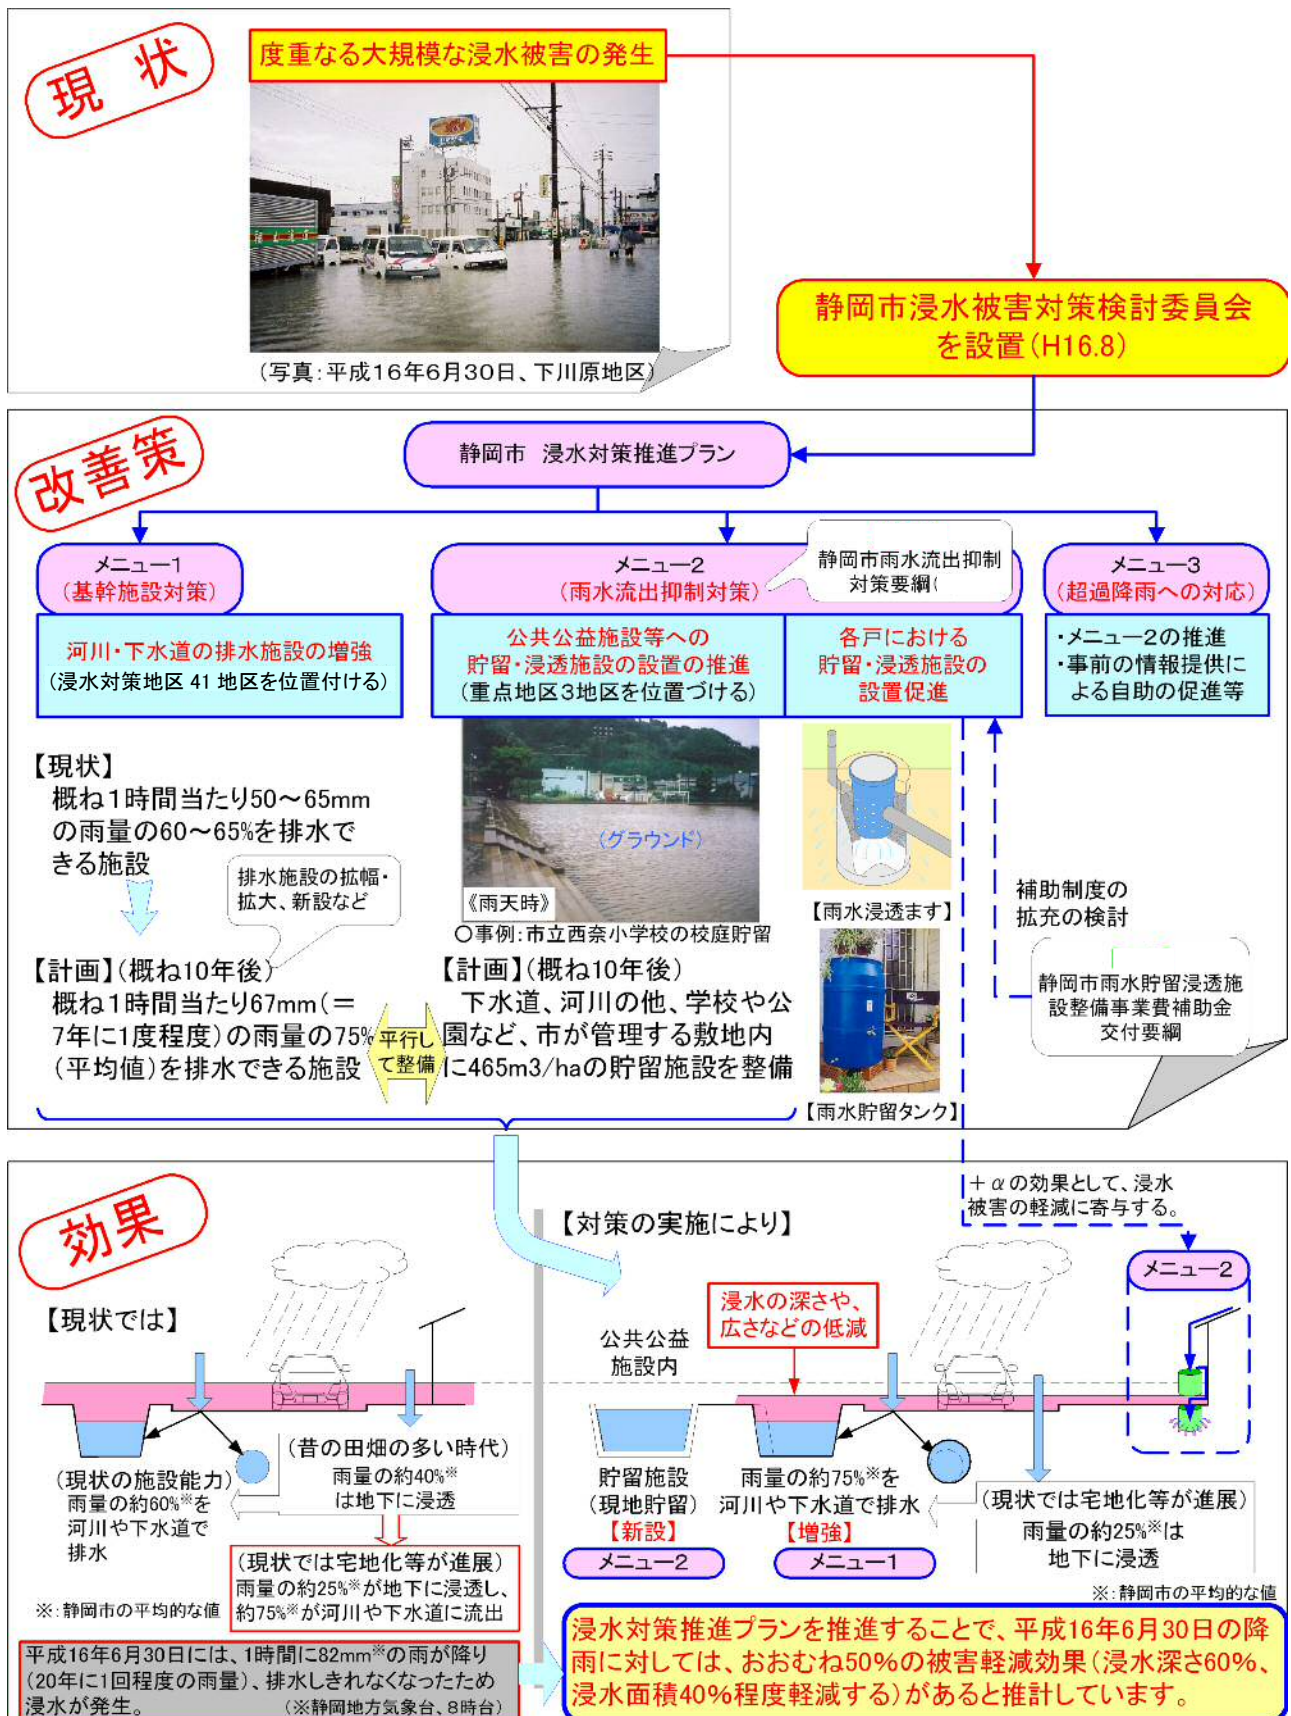 現 状
度重なる大規模な浸水被害の発生
(写真:平成16年6月30日、下川原地区)
静岡市浸水被害対策検討委員会
を設置(H16.8)
改善策
静岡市 浸水対策推進プラン
メニュー1
(基幹施設対策)
河川・下水道の排水施設の増強
(浸水対策地区 41 地区を位置付ける)
メニュー2
(雨水流出抑制対策)
静岡市雨水流出抑制
対策要綱(
公共公益施設等への
貯留・浸透施設の設置の推進
(重点地区3地区を位置づける)
各戸における
貯留・浸透施設の
設置促進
メニュー3
(超過降雨への対応)
・メニュー2の推進
・事前の情報提供に
よる自助の促進等
【現状】
概ね1時間当たり50～65mm
の雨量の60～65%を排水で
きる施設
排水施設の拡幅・
拡大、新設など
【計画】(概ね10年後)
概ね1時間当たり67mm(=
7年に1度程度)の雨量の75%
(平均値)を排水できる施設
平行し
て整備
(グラウンド)
《雨天時》
○事例:市立西奈小学校の校庭貯留
【計画】(概ね10年後)
下水道、河川の他、学校や公
園など、市が管理する敷地内
に465m3/haの貯留施設を整備
【雨水浸透ます】
【雨水貯留タンク】
補助制度の
拡充の検討
静岡市雨水貯留浸透施
設整備事業費補助金
交付要綱
効果
【現状では】
(現状の施設能力)
雨量の約60%※を
河川や下水道で
排水
(昔の田畑の多い時代)
雨量の約40%※
は地下に浸透
(現状では宅地化等が進展)
雨量の約25%※が地下に浸透し、
約75%※が河川や下水道に流出
※:静岡市の平均的な値
平成16年6月30日には、1時間に82mm※の雨が降り
(20年に1回程度の雨量)、排水しきれなくなったため
浸水が発生。 (※静岡地方気象台、8時台)
【対策の実施により】
+αの効果として、浸水
被害の軽減に寄与する。
メニュー2
浸水の深さや、
広さなどの低減
公共公益
施設内
貯留施設
(現地貯留)
【新設】
メニュー2
雨量の約75%※を
河川や下水道で排水
【増強】
メニュー1
(現状では宅地化等が進展)
雨量の約25%※は
地下に浸透
※:静岡市の平均的な値
浸水対策推進プランを推進することで、平成16年6月30日の降
雨に対しては、おおむね50%の被害軽減効果(浸水深さ60%、
浸水面積40%程度軽減する)があると推計しています。